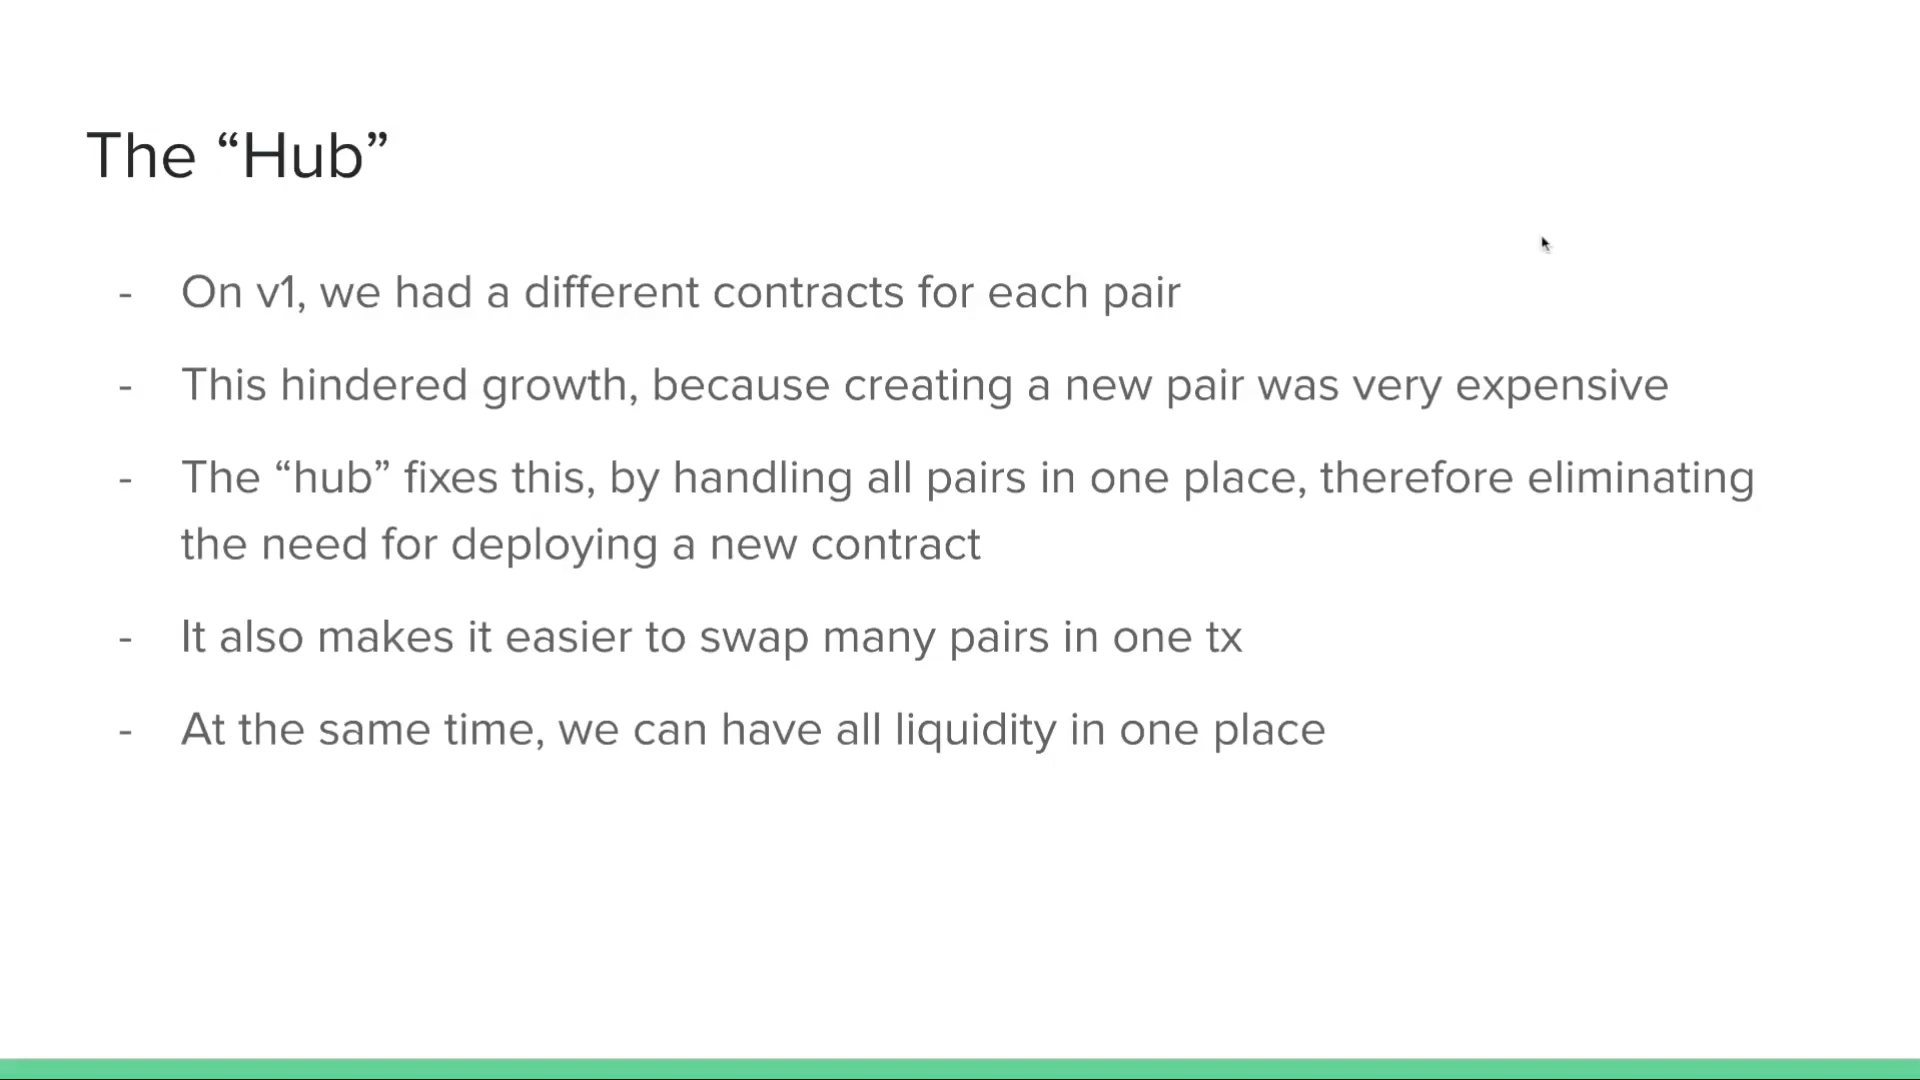 The “Hub”
- On v1, we had a different contracts for each pair
- This hindered growth, because creating a new pair was very expensive
- The “hub” fixes this, by handling all pairs in one place, therefore eliminating
the need for deploying a new contract
- It also makes it easier to swap many pairs in one tx
- At the same time, we can have all liquidity in one place